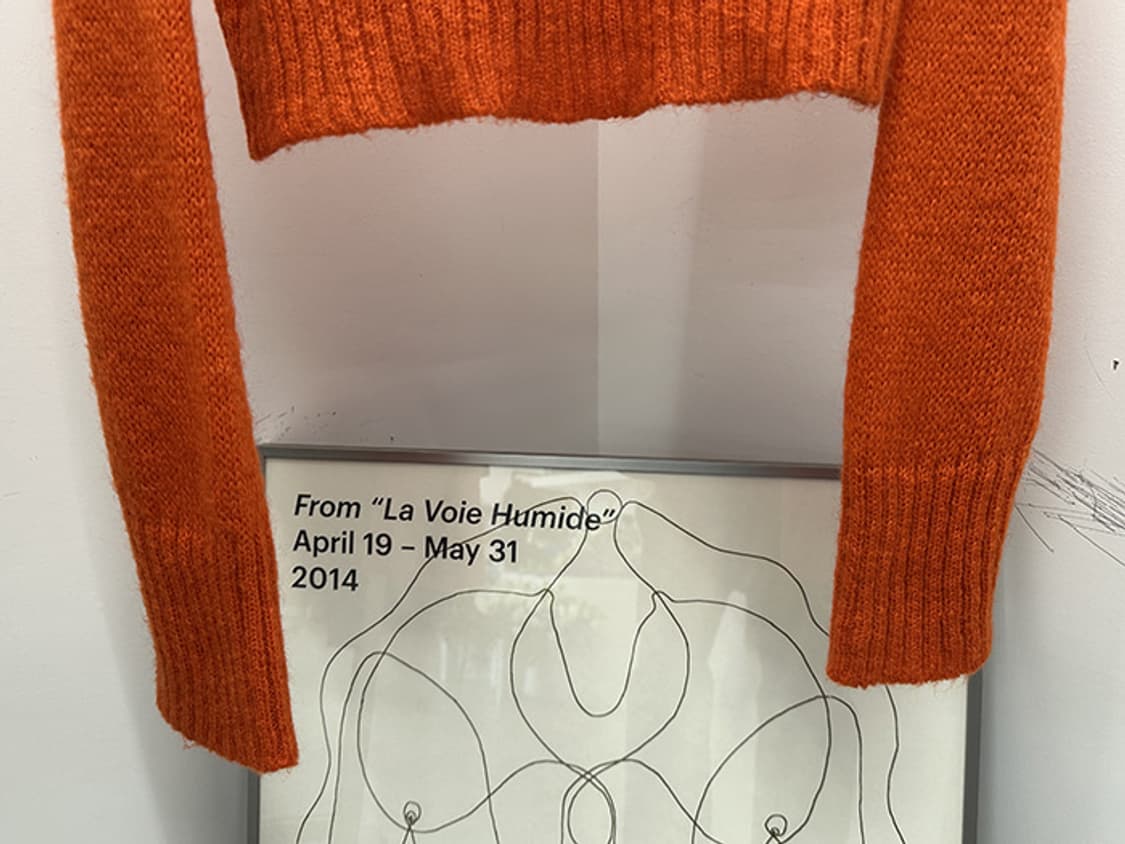 From “La Voie Humide”
April 19 – May 31
2014